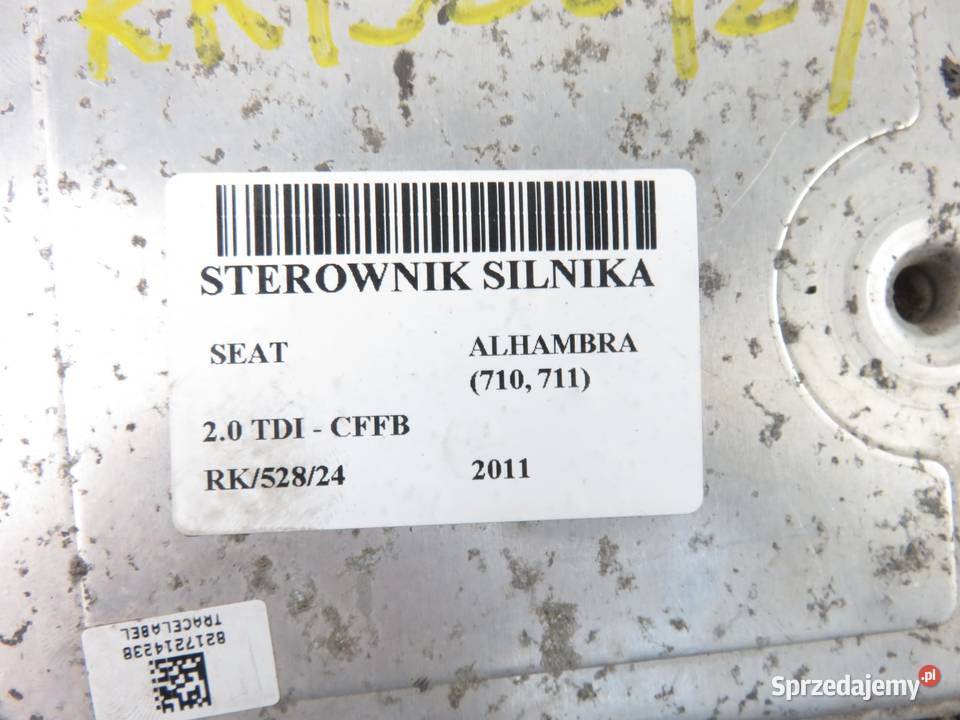 STEROWNIK SILNIKA
SEAT ALHAMBRA
(710, 711)
2.0 TDI - CFFB
RK/528/24 2011
8217214238
TRACELABEL
Sprzedajemy.pl